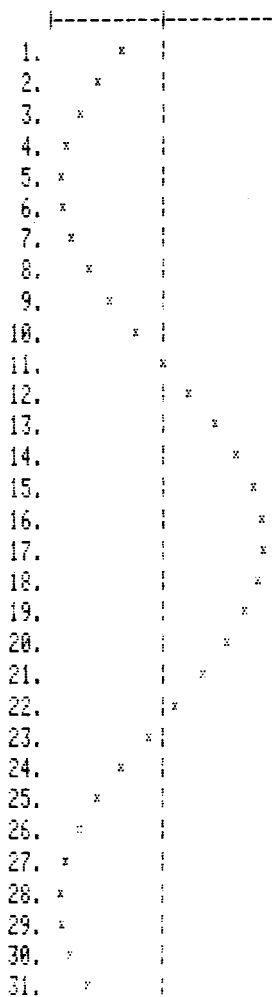 |-----------|-----------
1. x ¦
2. x ¦
3. x ¦
4. x ¦
5. x ¦
6. x ¦
7. x ¦
8. x ¦
9. x ¦
10. x ¦
11. x
12. ¦ x
13. ¦ x
14. ¦ x
15. ¦ x
16. ¦ x
17. ¦ x
18. ¦ x
19. ¦ x
20. ¦ x
21. ¦ x
22. ¦ x
23. x ¦
24. x ¦
25. x ¦
26. x ¦
27. x ¦
28. x ¦
29. x ¦
30. x ¦
31. x ¦